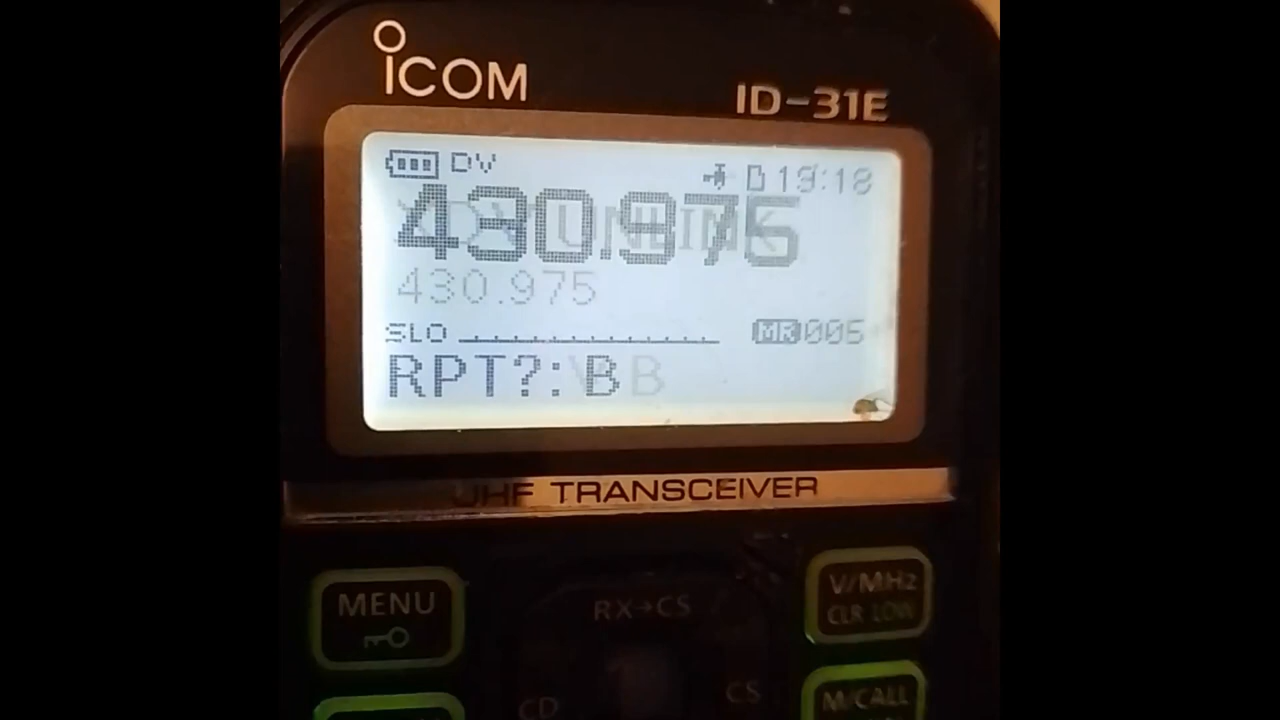 ICOM
ID-31E
DV 19:18
430.975
UNLINK
430.975
SLO MR 005
RPT?: B
UHF TRANSCEIVER
MENU
RX→CS
V/MHz
CLR LOW
CD
CS
M/CALL